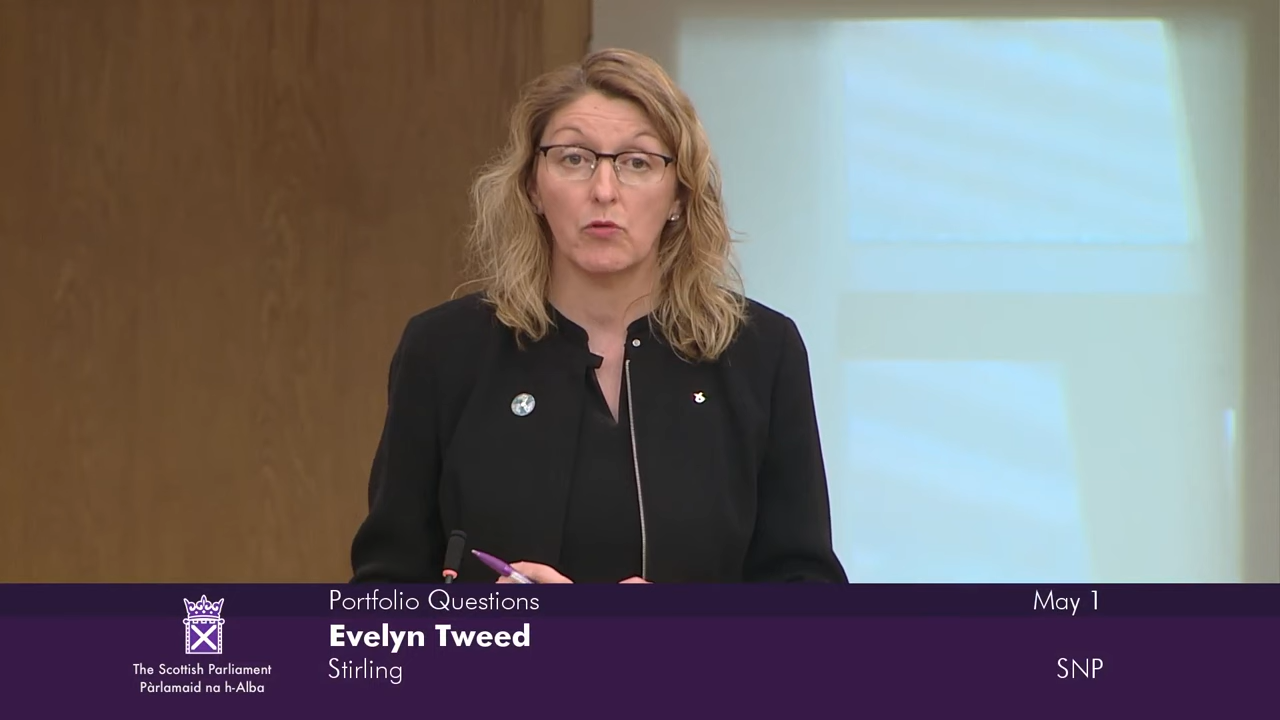 Portfolio Questions
May 1
Evelyn Tweed
Stirling
SNP
The Scottish Parliament
Pàrlamaid na h-Alba